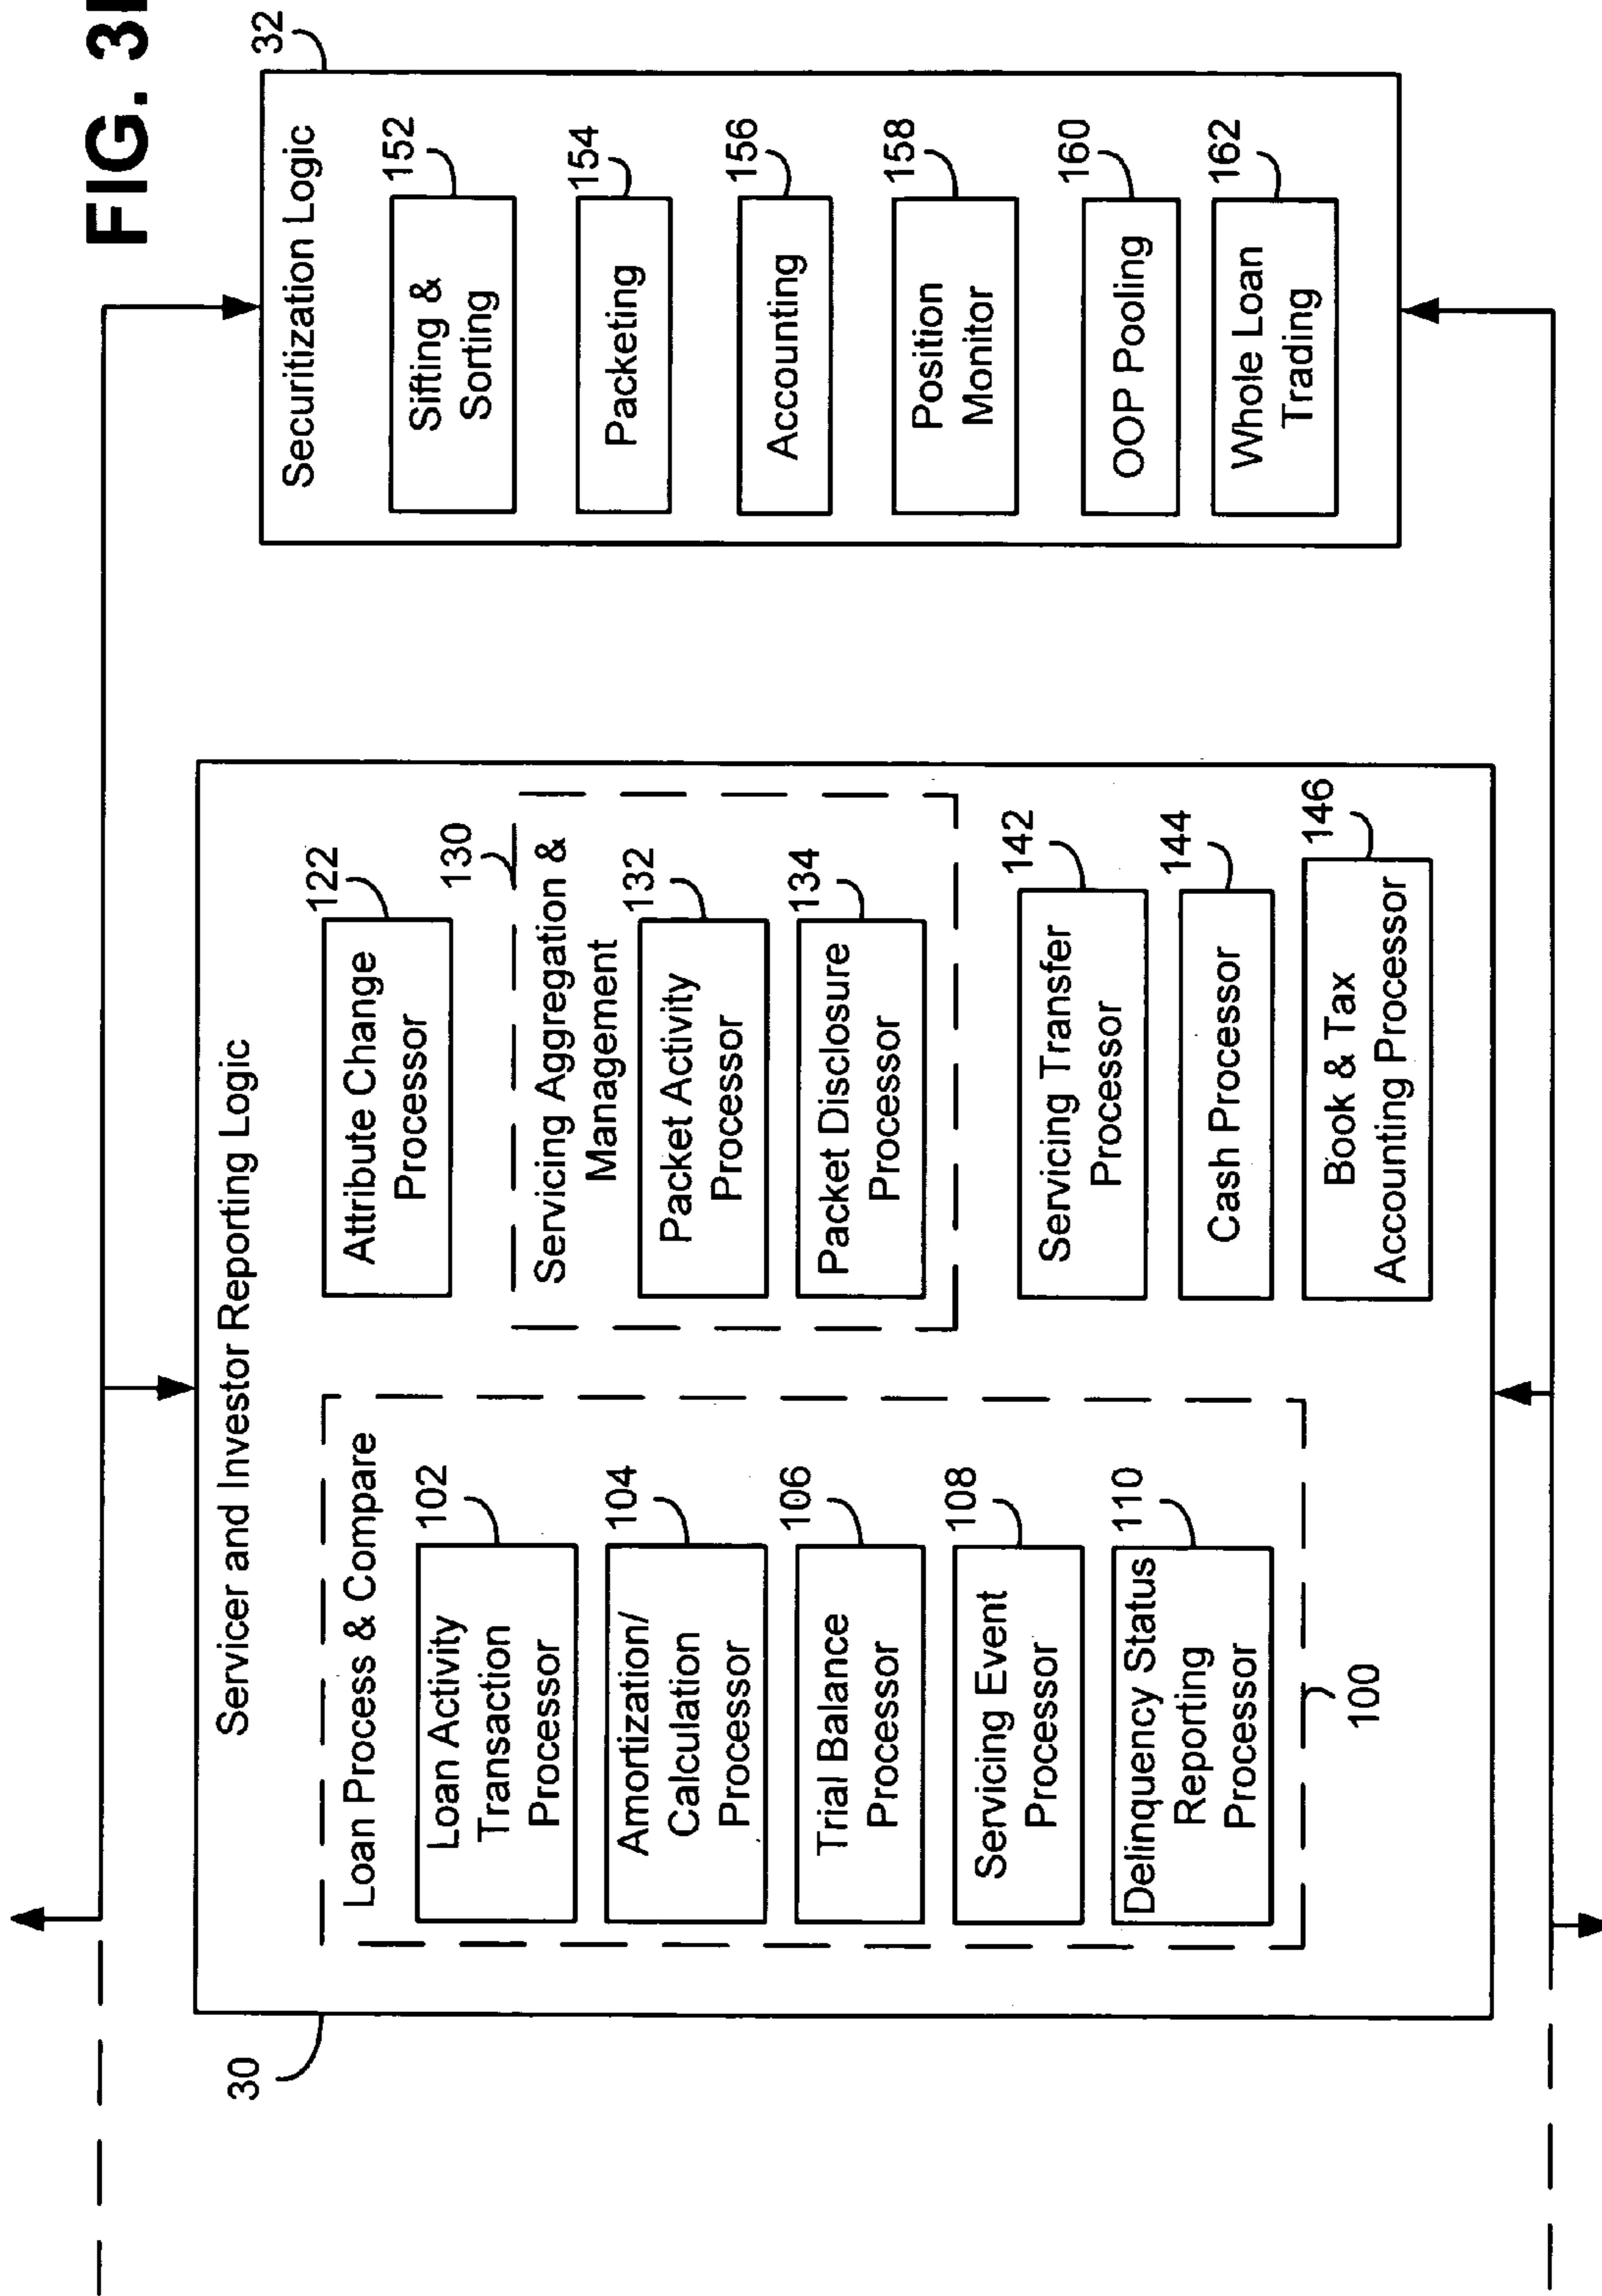 FIG. 3
Servicer and Investor Reporting Logic
30
Loan Process & Compare
100
Loan Activity
Transaction
Processor
102
Amortization/
Calculation
Processor
104
Trial Balance
Processor
106
Servicing Event
Processor
108
Delinquency Status
Reporting
Processor
110
Attribute Change
Processor
122
130
Servicing Aggregation &
Management
Packet Activity
Processor
132
Packet Disclosure
Processor
134
Servicing Transfer
Processor
142
Cash Processor
144
Book & Tax
Accounting Processor
146
Securitization Logic
32
Sifting &
Sorting
152
Packeting
154
Accounting
156
Position
Monitor
158
OOP Pooling
160
Whole Loan
Trading
162